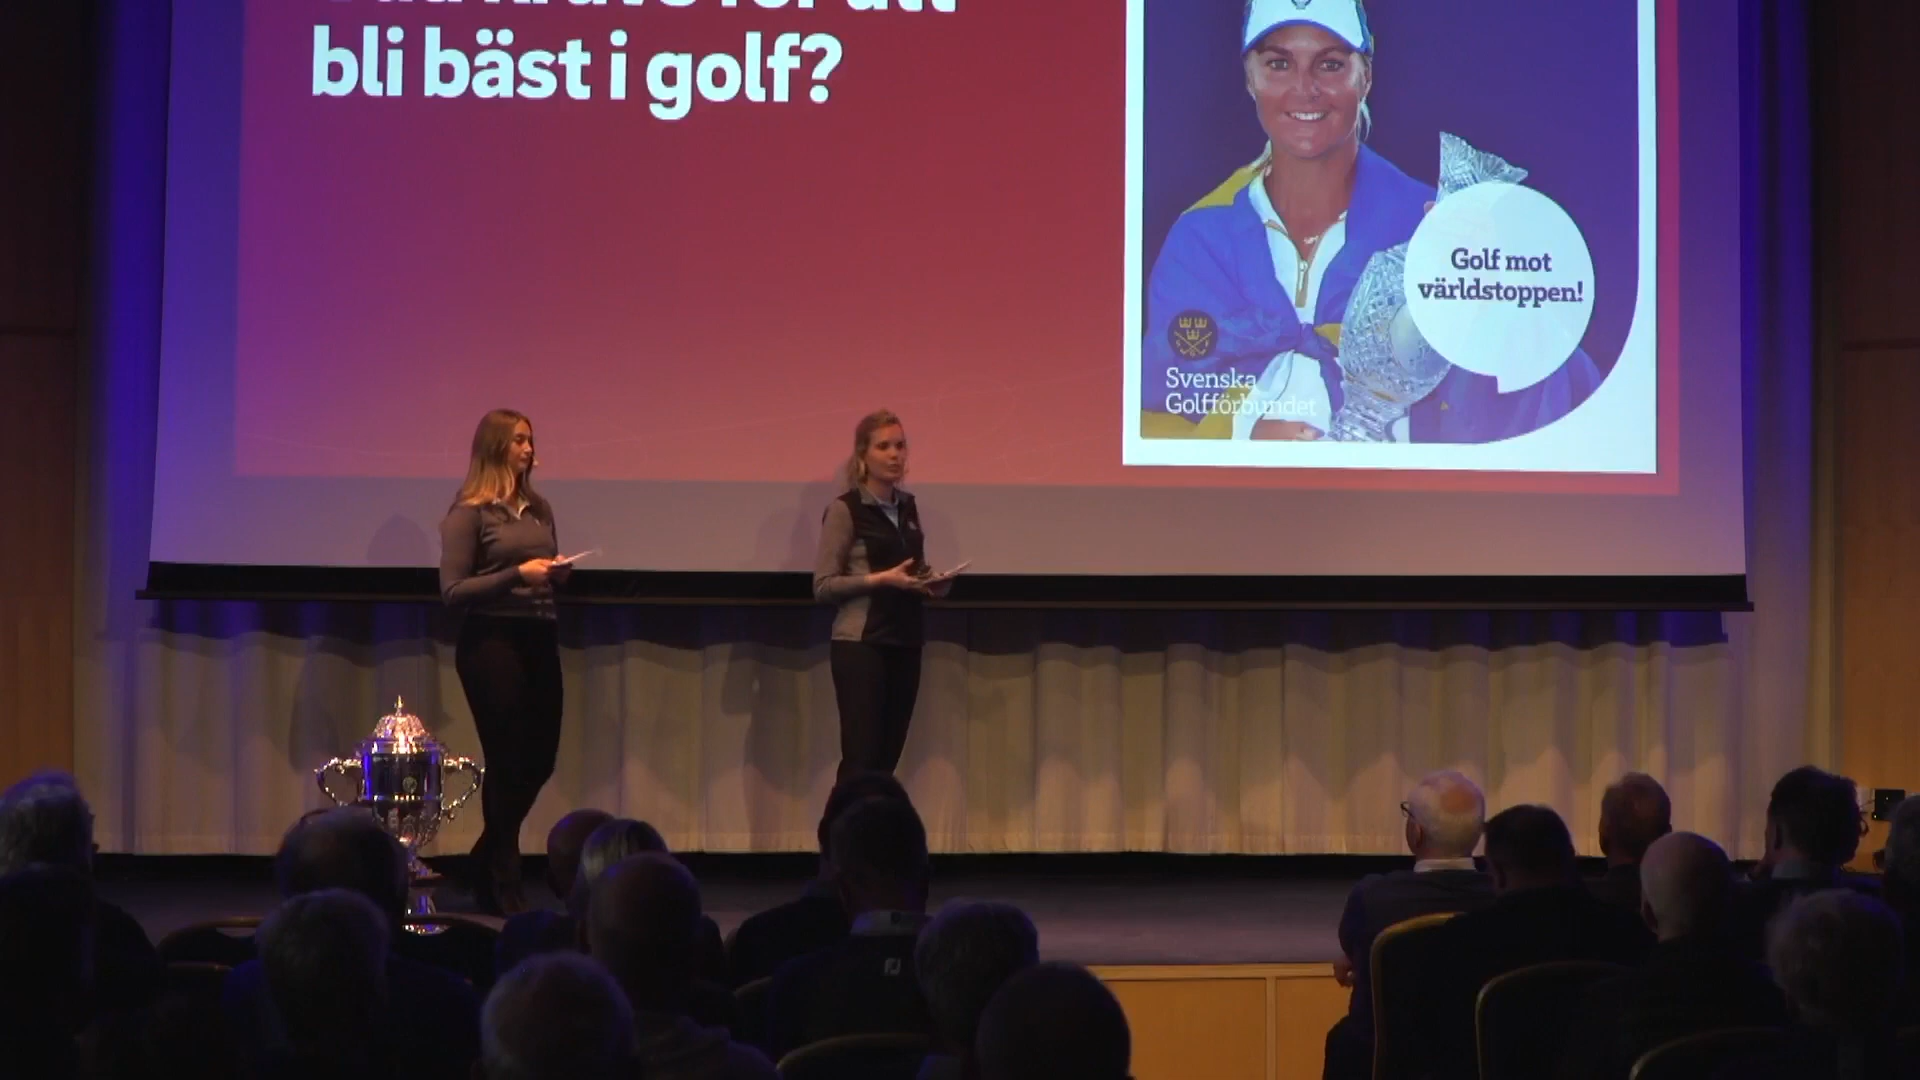 bli bäst i golf?
Golf mot
världstoppen!
Svenska
Golfförbundet